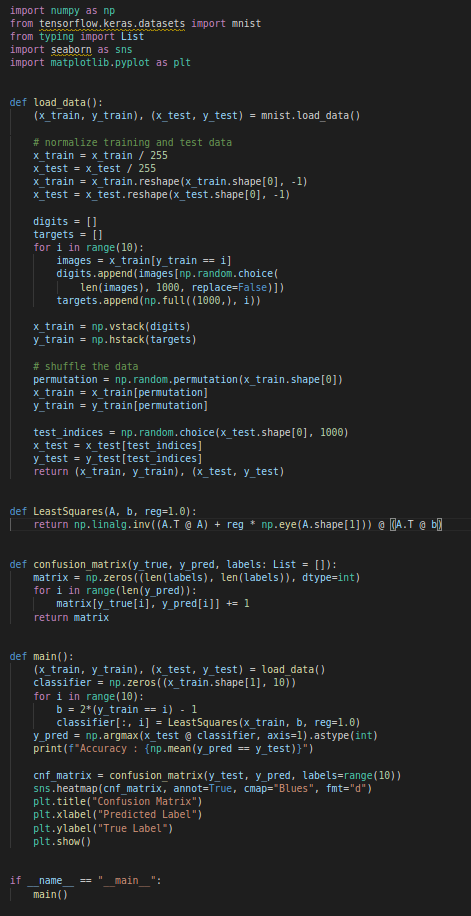 import numpy as np
from tensorflow.keras.datasets import mnist
from typing import List
import seaborn as sns
import matplotlib.pyplot as plt


def load_data():
    (x_train, y_train), (x_test, y_test) = mnist.load_data()

    # normalize training and test data
    x_train = x_train / 255
    x_test = x_test / 255
    x_train = x_train.reshape(x_train.shape[0], -1)
    x_test = x_test.reshape(x_test.shape[0], -1)

    digits = []
    targets = []
    for i in range(10):
        images = x_train[y_train == i]
        digits.append(images[np.random.choice(
            len(images), 1000, replace=False)])
        targets.append(np.full((1000,), i))

    x_train = np.vstack(digits)
    y_train = np.hstack(targets)

    # shuffle the data
    permutation = np.random.permutation(x_train.shape[0])
    x_train = x_train[permutation]
    y_train = y_train[permutation]

    test_indices = np.random.choice(x_test.shape[0], 1000)
    x_test = x_test[test_indices]
    y_test = y_test[test_indices]
    return (x_train, y_train), (x_test, y_test)


def LeastSquares(A, b, reg=1.0):
    return np.linalg.inv((A.T @ A) + reg * np.eye(A.shape[1])) @ (A.T @ b)


def confusion_matrix(y_true, y_pred, labels: List = []):
    matrix = np.zeros((len(labels), len(labels)), dtype=int)
    for i in range(len(y_pred)):
        matrix[y_true[i], y_pred[i]] += 1
    return matrix


def main():
    (x_train, y_train), (x_test, y_test) = load_data()
    classifier = np.zeros((x_train.shape[1], 10))
    for i in range(10):
        b = 2*(y_train == i) - 1
        classifier[:, i] = LeastSquares(x_train, b, reg=1.0)
    y_pred = np.argmax(x_test @ classifier, axis=1).astype(int)
    print(f"Accuracy : {np.mean(y_pred == y_test)}")

    cnf_matrix = confusion_matrix(y_test, y_pred, labels=range(10))
    sns.heatmap(cnf_matrix, annot=True, cmap="Blues", fmt="d")
    plt.title("Confusion Matrix")
    plt.xlabel("Predicted Label")
    plt.ylabel("True Label")
    plt.show()


if __name__ == "__main__":
    main()